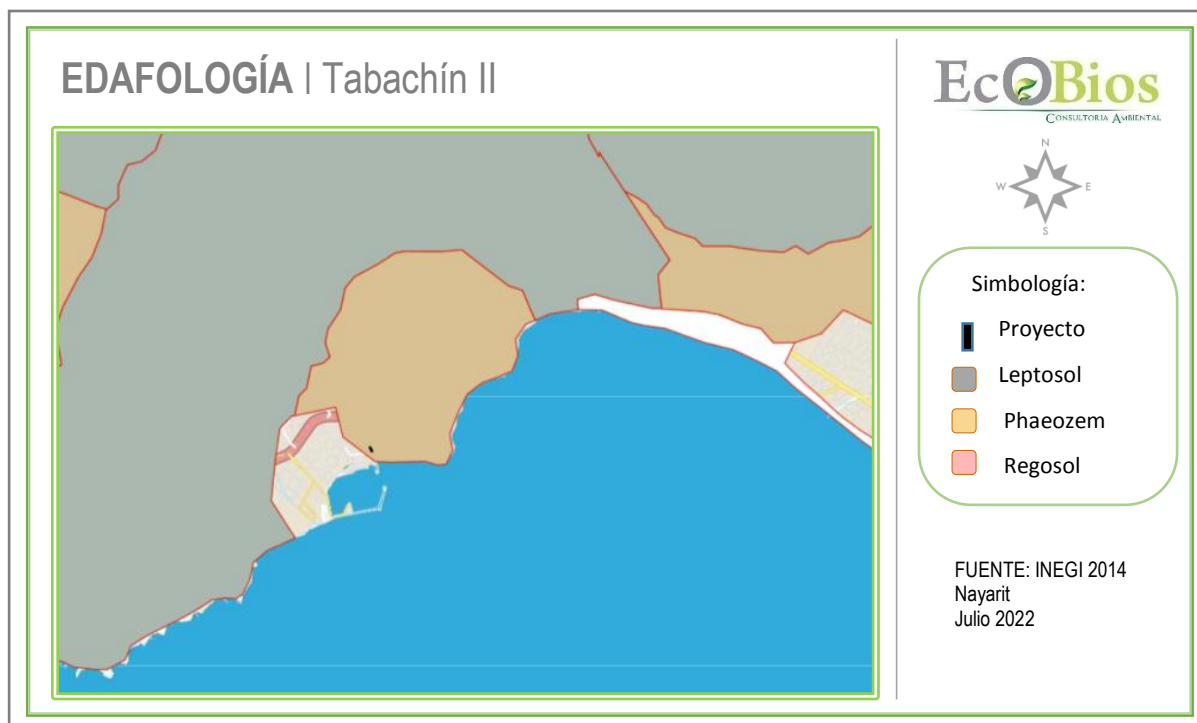 EDAFOLOGÍA | Tabachín II
EcOBios
CONSULTORIA AMBIENTAL
N
W E
S
Simbología:
Proyecto
Leptosol
Phaeozem
Regosol
FUENTE: INEGI 2014
Nayarit
Julio 2022